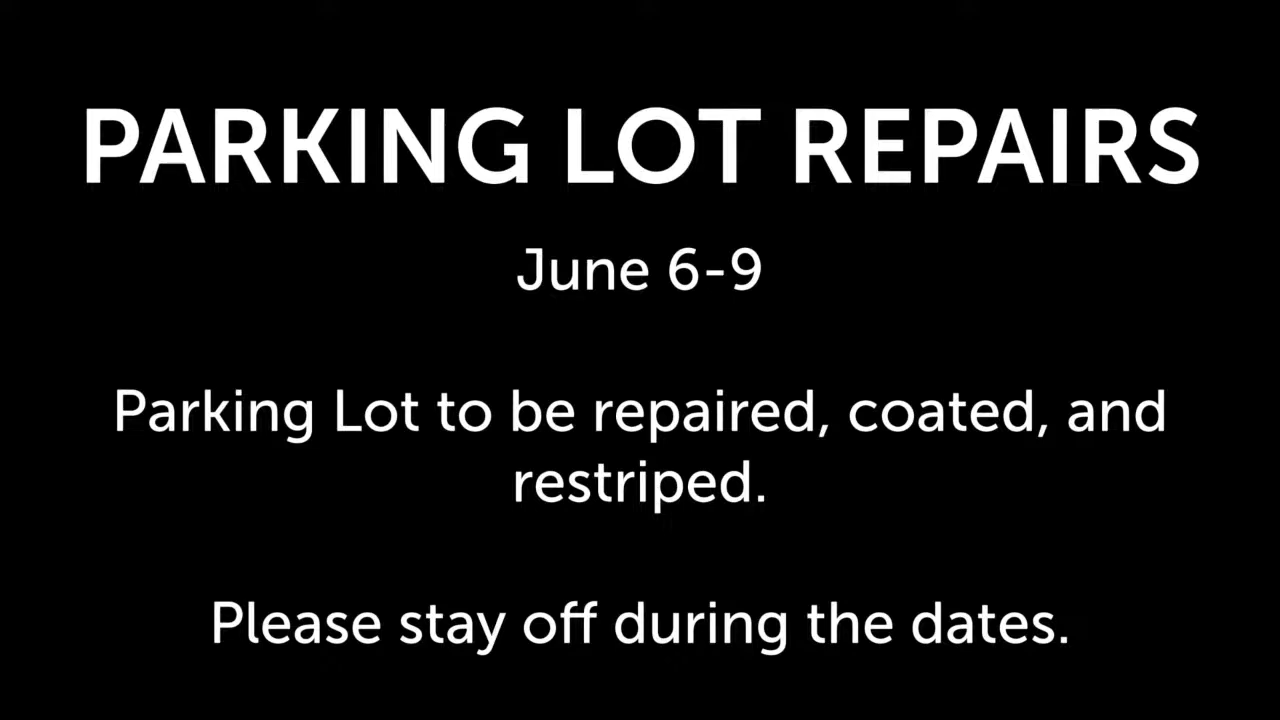 PARKING LOT REPAIRS
June 6-9
Parking Lot to be repaired, coated, and
restriped.
Please stay off during the dates.